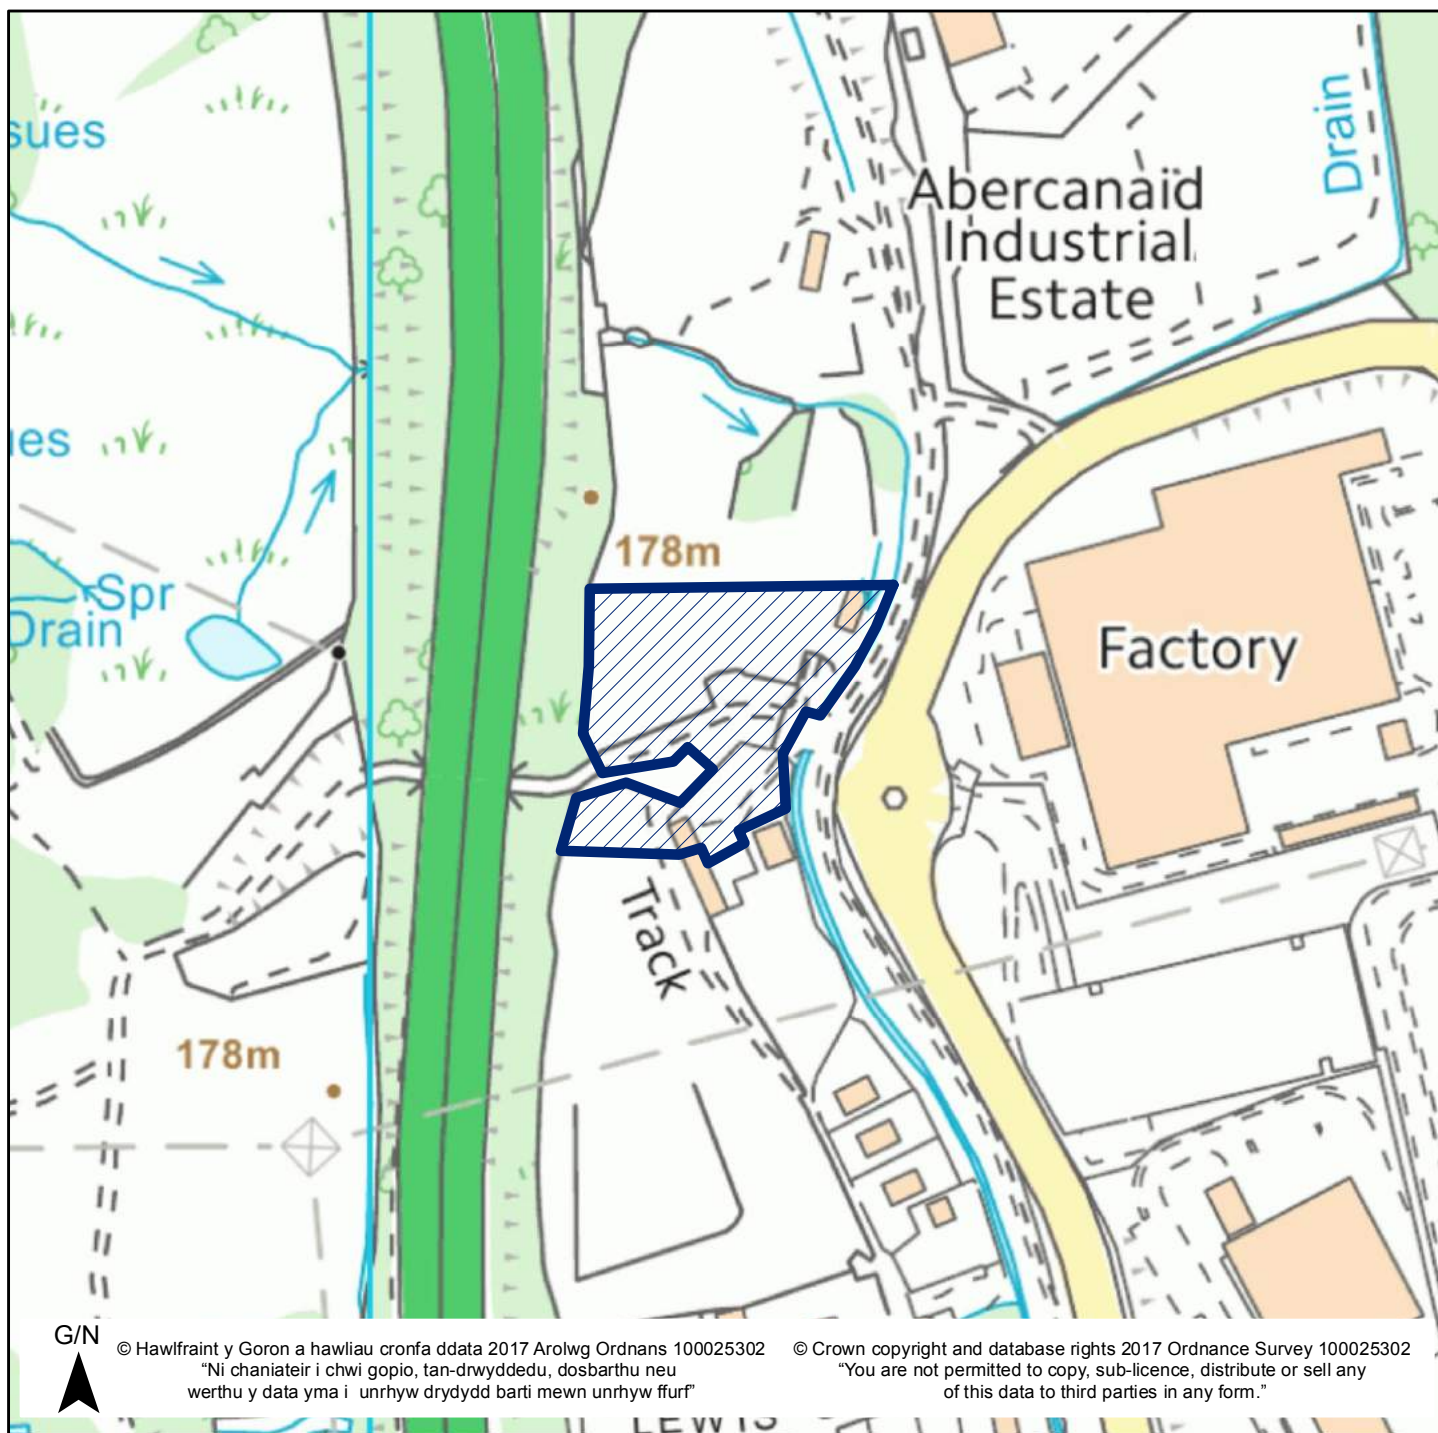 sues
Abercanaid
Industrial
Estate
Drain
ues
178m
Spr
Drain
Factory
Track
178m
G/N
© Hawlfraint y Goron a hawliau cronfa ddata 2017 Arolwg Ordnans 100025302
“Ni chaniateir i chwi gopio, tan-drwyddedu, dosbarthu neu
werthu y data yma i unrhyw drydydd barti mewn unrhyw ffurf”
© Crown copyright and database rights 2017 Ordnance Survey 100025302
“You are not permitted to copy, sub-licence, distribute or sell any
of this data to third parties in any form.”
LEWIS